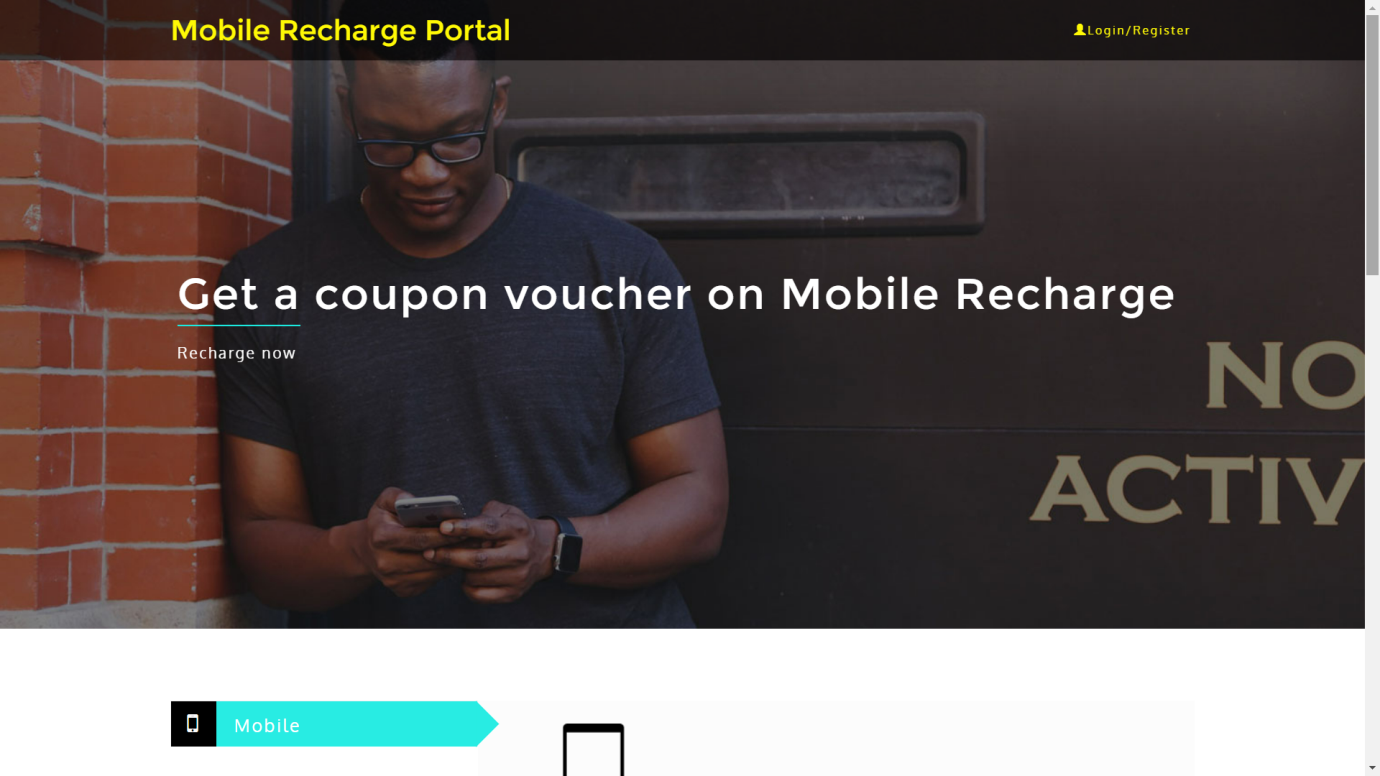 Mobile Recharge Portal
Login/Register
Get a coupon voucher on Mobile Recharge
Recharge now
NO
ACTIV
Mobile